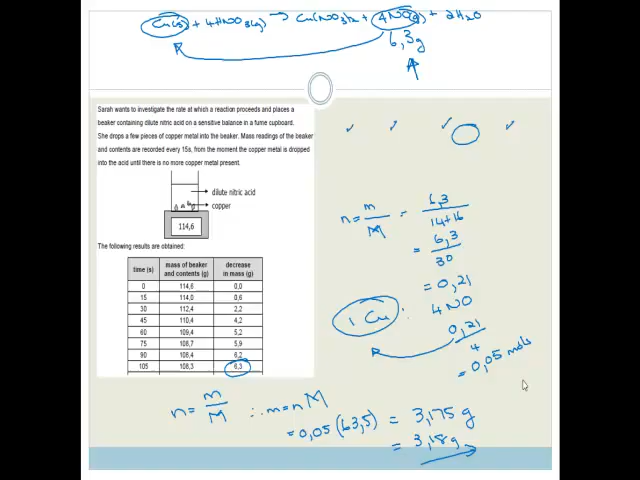 Cu(s) + 4HNO3(g) → Cu(NO3)2 + 4NO(g) + 2H2O
6,3g
Sarah wants to investigate the rate at which a reaction proceeds and places a
beaker containing dilute nitric acid on a sensitive balance in a fume cupboard.
She drops a few pieces of copper metal into the beaker. Mass readings of the beaker
and contents are recorded every 15s, from the moment the copper metal is dropped
into the acid until there is no more copper metal present.
dilute nitric acid
copper
114,6
The following results are obtained:
time (s) mass of beaker and contents (g) decrease in mass (g)
0 114,6 0,0
15 114,0 0,6
30 112,4 2,2
45 110,4 4,2
60 109,4 5,2
75 108,7 5,9
90 108,4 6,2
105 108,3 6,3
n = m/M = 6,3/14+16
= 6,3/30
= 0,21
1 Cu : 4NO
0,21/4
= 0,05 mols
n = m/M ∴ m = nM
= 0,05 (63,5) = 3,175 g
= 3,18g